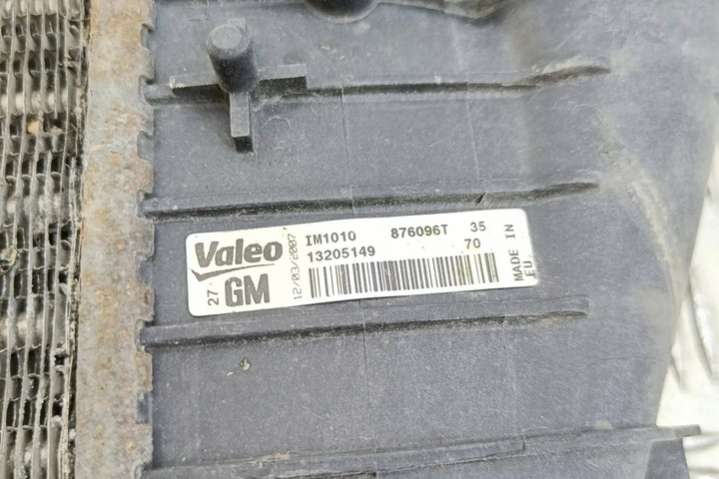 Valeo IM1010 876096T 35
12/03/2007 13205149 70
27 GM
MADE IN
EU.